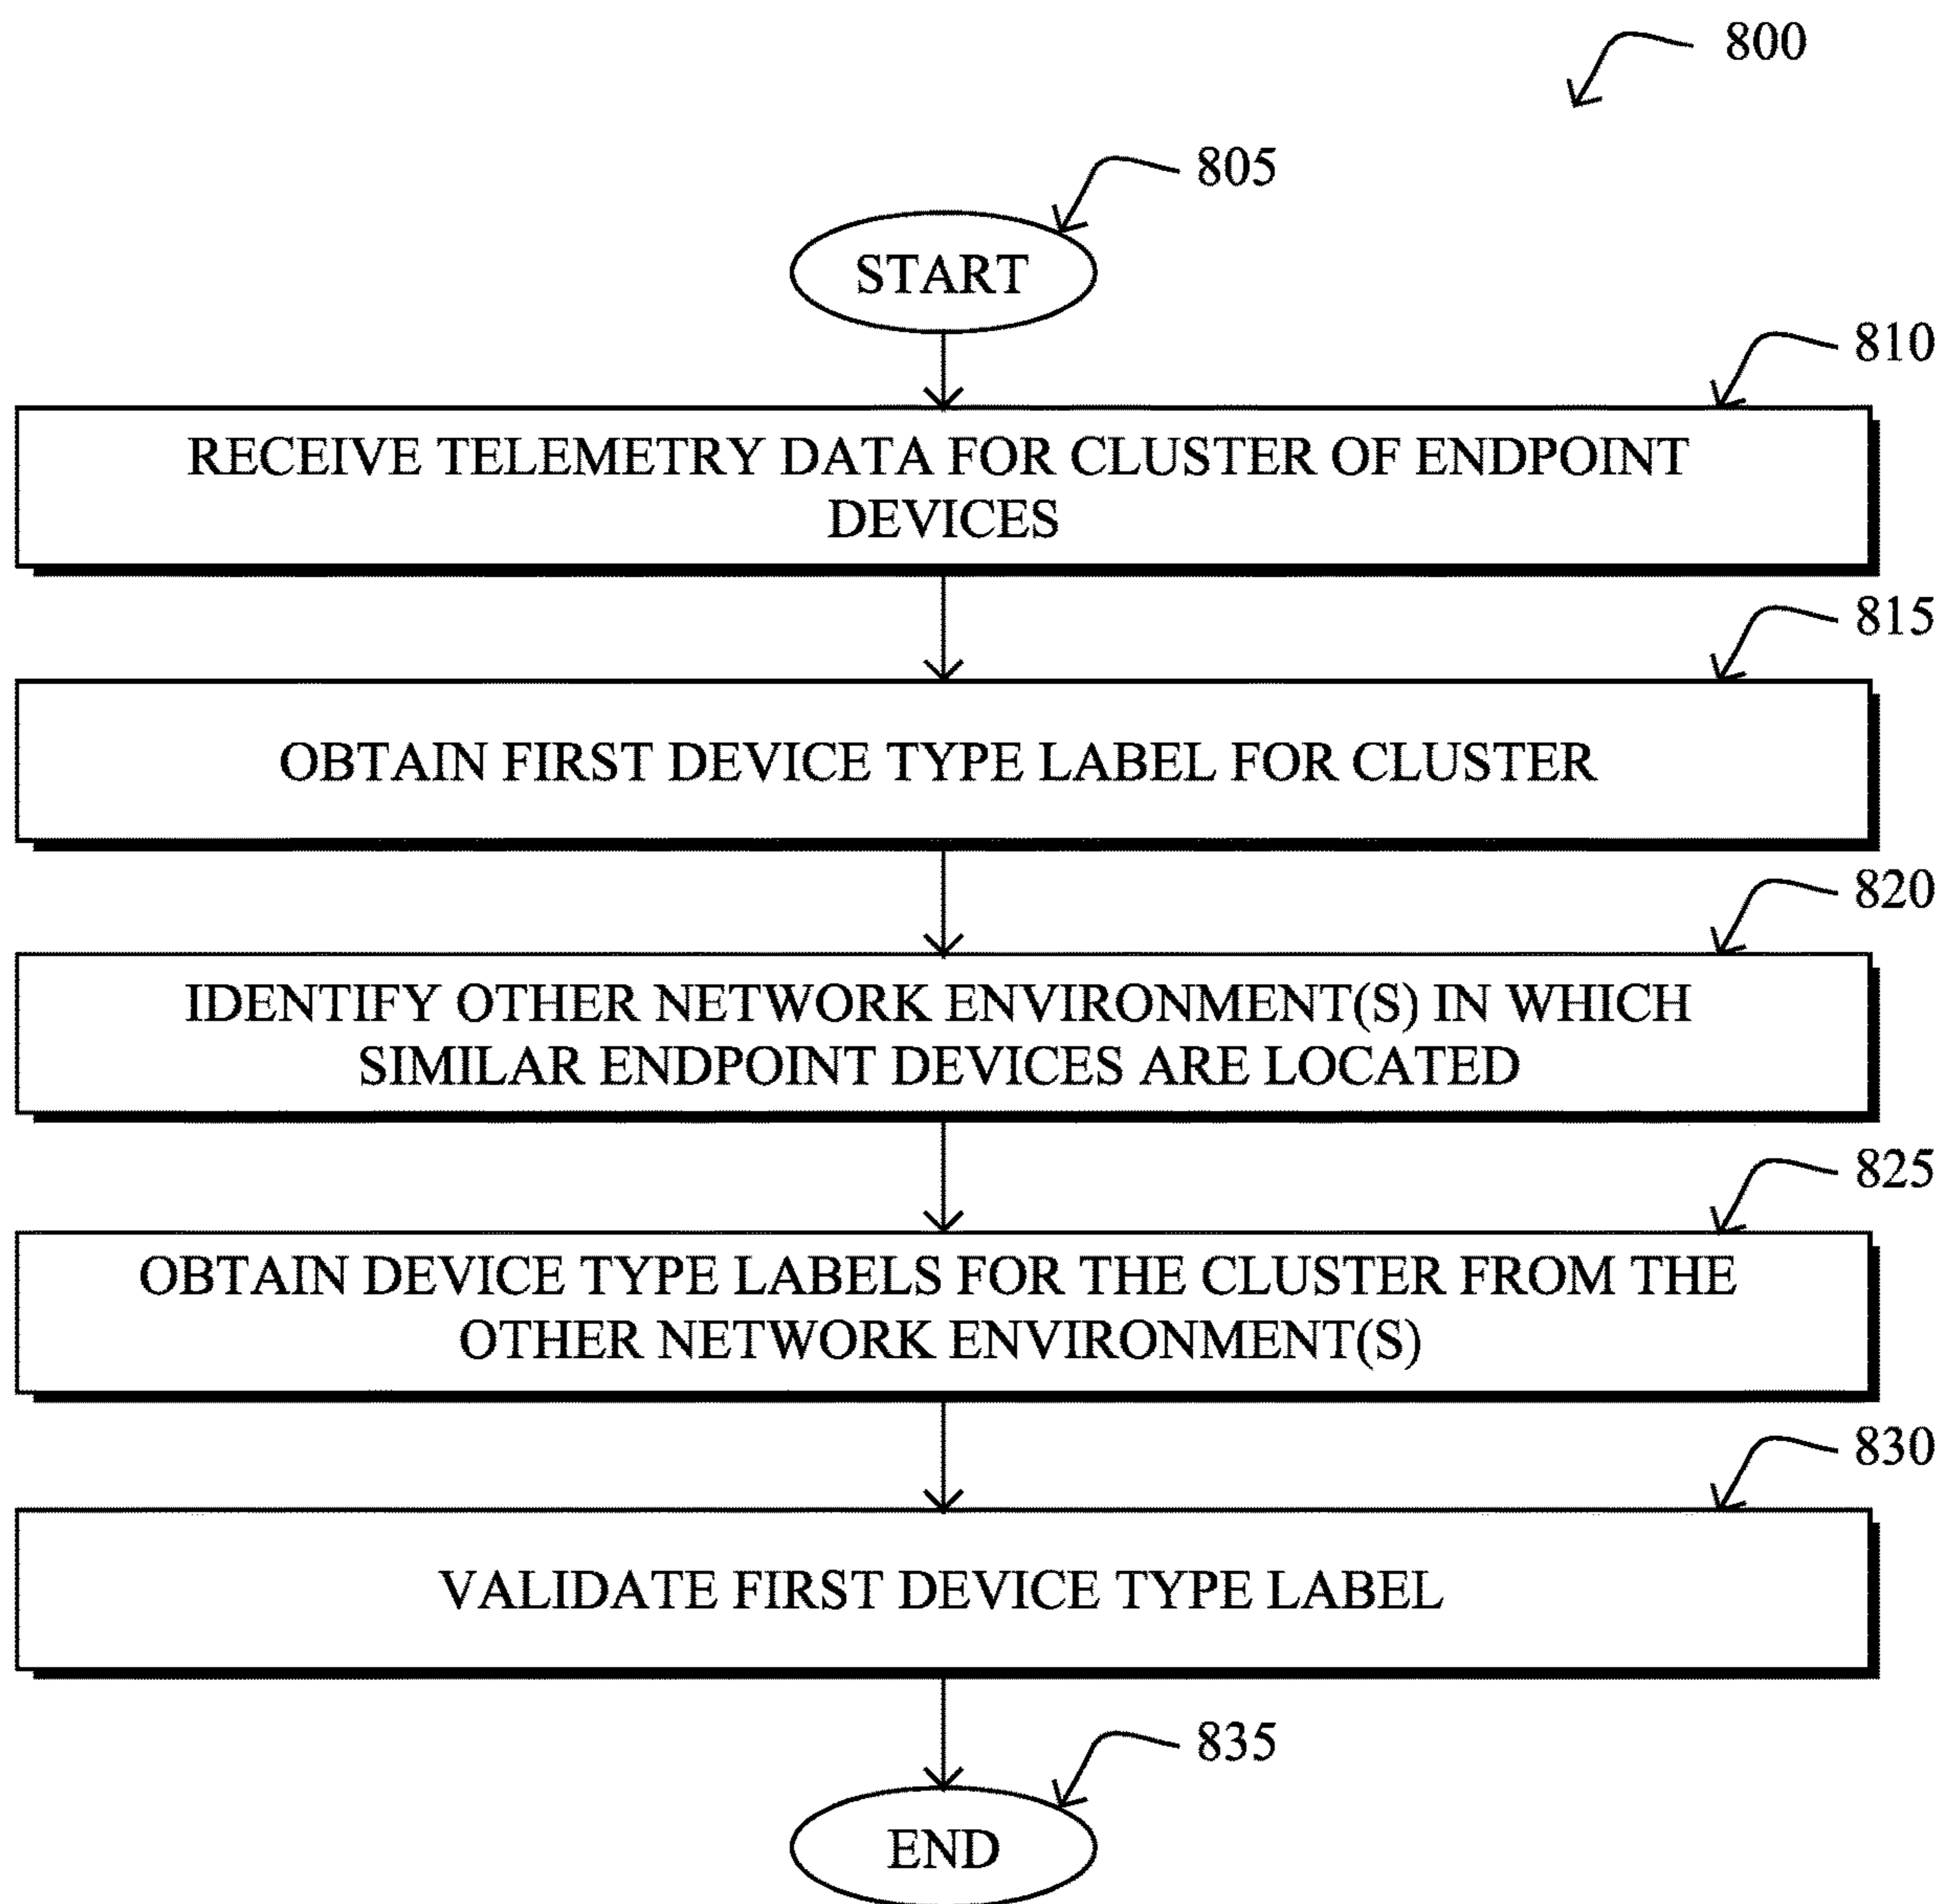 800
805
START
810
RECEIVE TELEMETRY DATA FOR CLUSTER OF ENDPOINT
DEVICES
815
OBTAIN FIRST DEVICE TYPE LABEL FOR CLUSTER
820
IDENTIFY OTHER NETWORK ENVIRONMENT(S) IN WHICH
SIMILAR ENDPOINT DEVICES ARE LOCATED
825
OBTAIN DEVICE TYPE LABELS FOR THE CLUSTER FROM THE
OTHER NETWORK ENVIRONMENT(S)
830
VALIDATE FIRST DEVICE TYPE LABEL
835
END